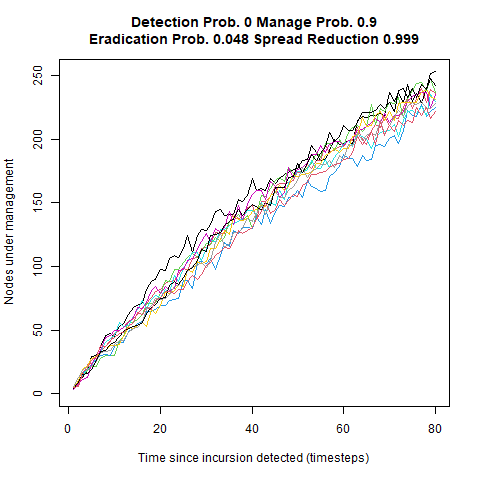 Detection Prob. 0 Manage Prob. 0.9
Eradication Prob. 0.048 Spread Reduction 0.999
Nodes under management
250
200
150
100
50
0
0 20 40 60 80
Time since incursion detected (timesteps)